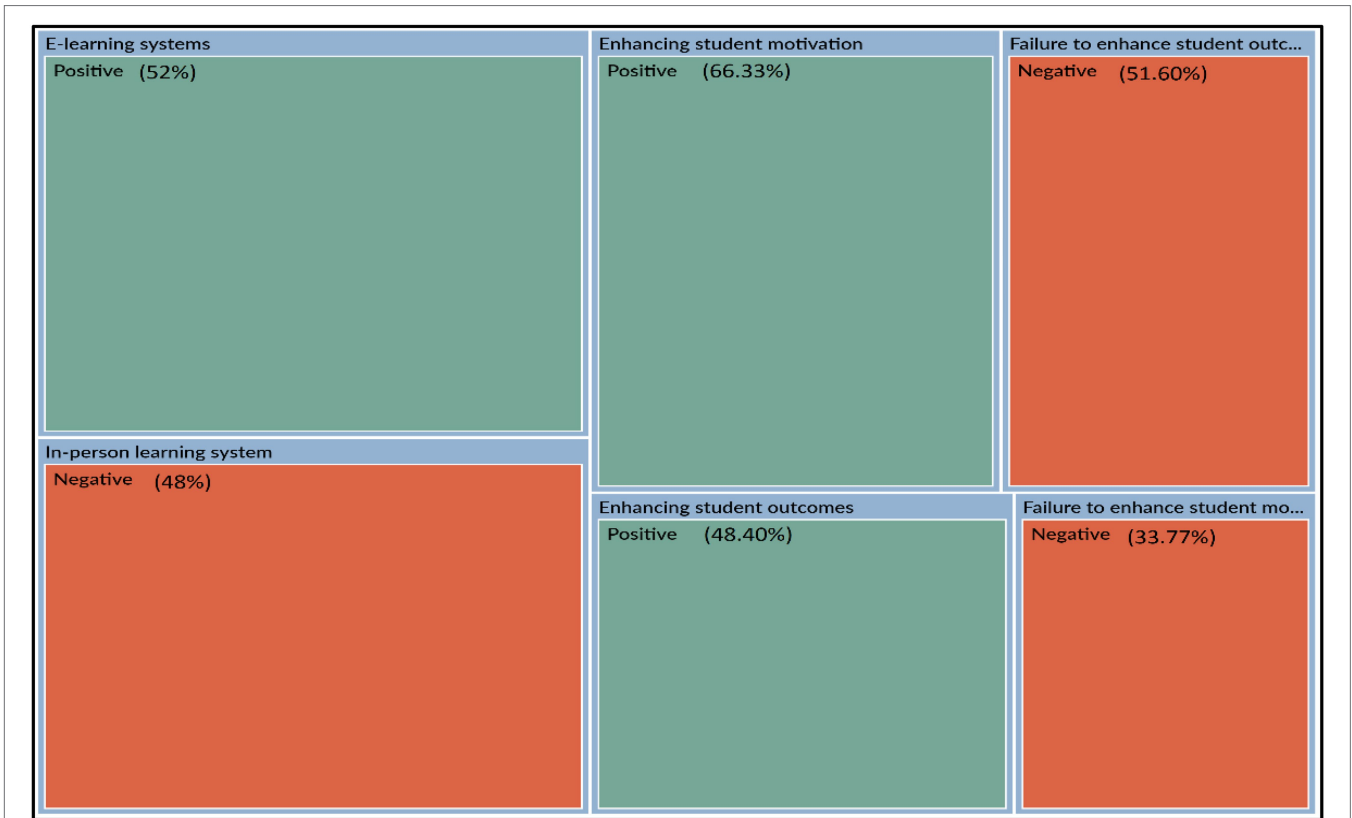 E-learning systems
Positive (52%)
In-person learning system
Negative (48%)
Enhancing student motivation
Positive (66.33%)
Enhancing student outcomes
Positive (48.40%)
Failure to enhance student outc...
Negative (51.60%)
Failure to enhance student mo...
Negative (33.77%)